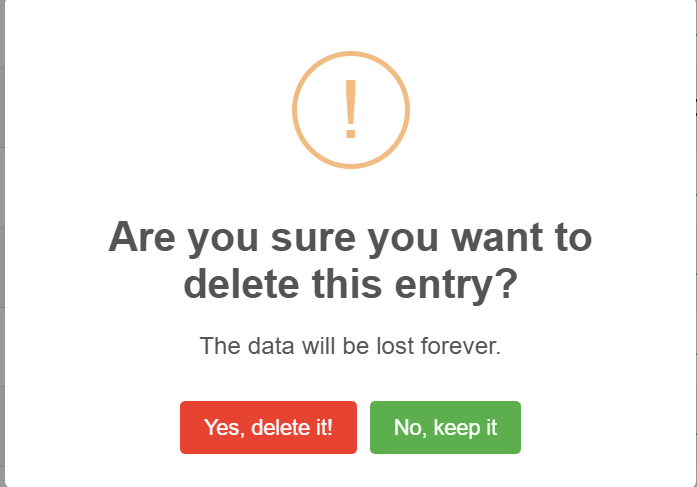 !
Are you sure you want to
delete this entry?
The data will be lost forever.
Yes, delete it! No, keep it